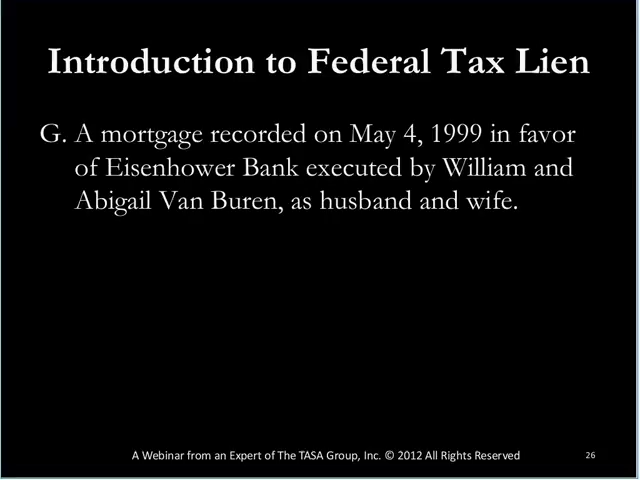 Introduction to Federal Tax Lien
G. A mortgage recorded on May 4, 1999 in favor
of Eisenhower Bank executed by William and
Abigail Van Buren, as husband and wife.
A Webinar from an Expert of The TASA Group, Inc. © 2012 All Rights Reserved 26